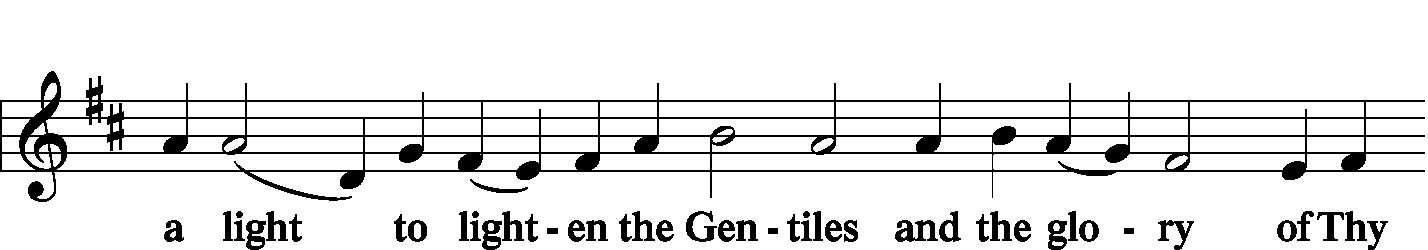 a light to light - en the Gen - tiles and the glo - ry of Thy